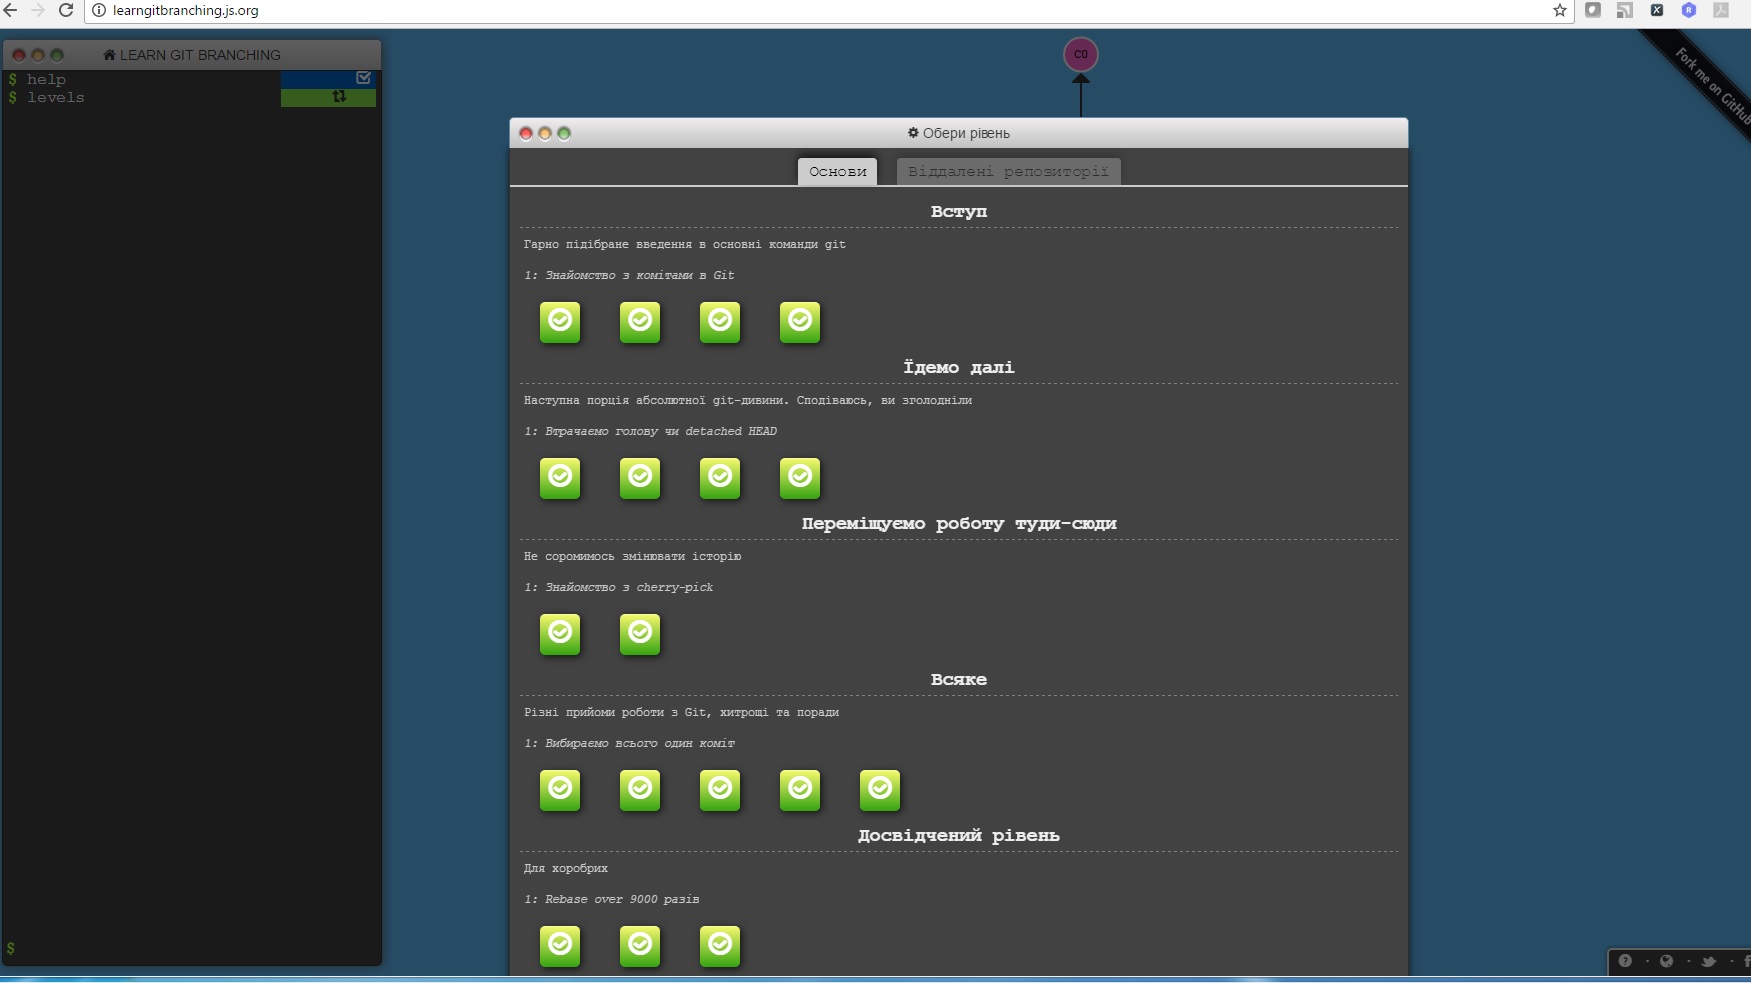 learngitbranching.js.org
LEARN GIT BRANCHING
$ help
$ levels
$
C0
Fork me on GitHub
Обери рівень
Основи
Віддалені репозиторії
Вступ
Гарно підібране введення в основні команди git
1: Знайомство з комітами в Git
Їдемо далі
Наступна порція абсолютної git-дивини. Сподіваюсь, ви зголодніли
1: Втрачаємо голову чи detached HEAD
Переміщуємо роботу туди-сюди
Не соромимось змінювати історію
1: Знайомство з cherry-pick
Всяке
Різні прийоми роботи з Git, хитрощі та поради
1: Вибираємо всього один коміт
Досвідчений рівень
Для хоробрих
1: Rebase over 9000 разів